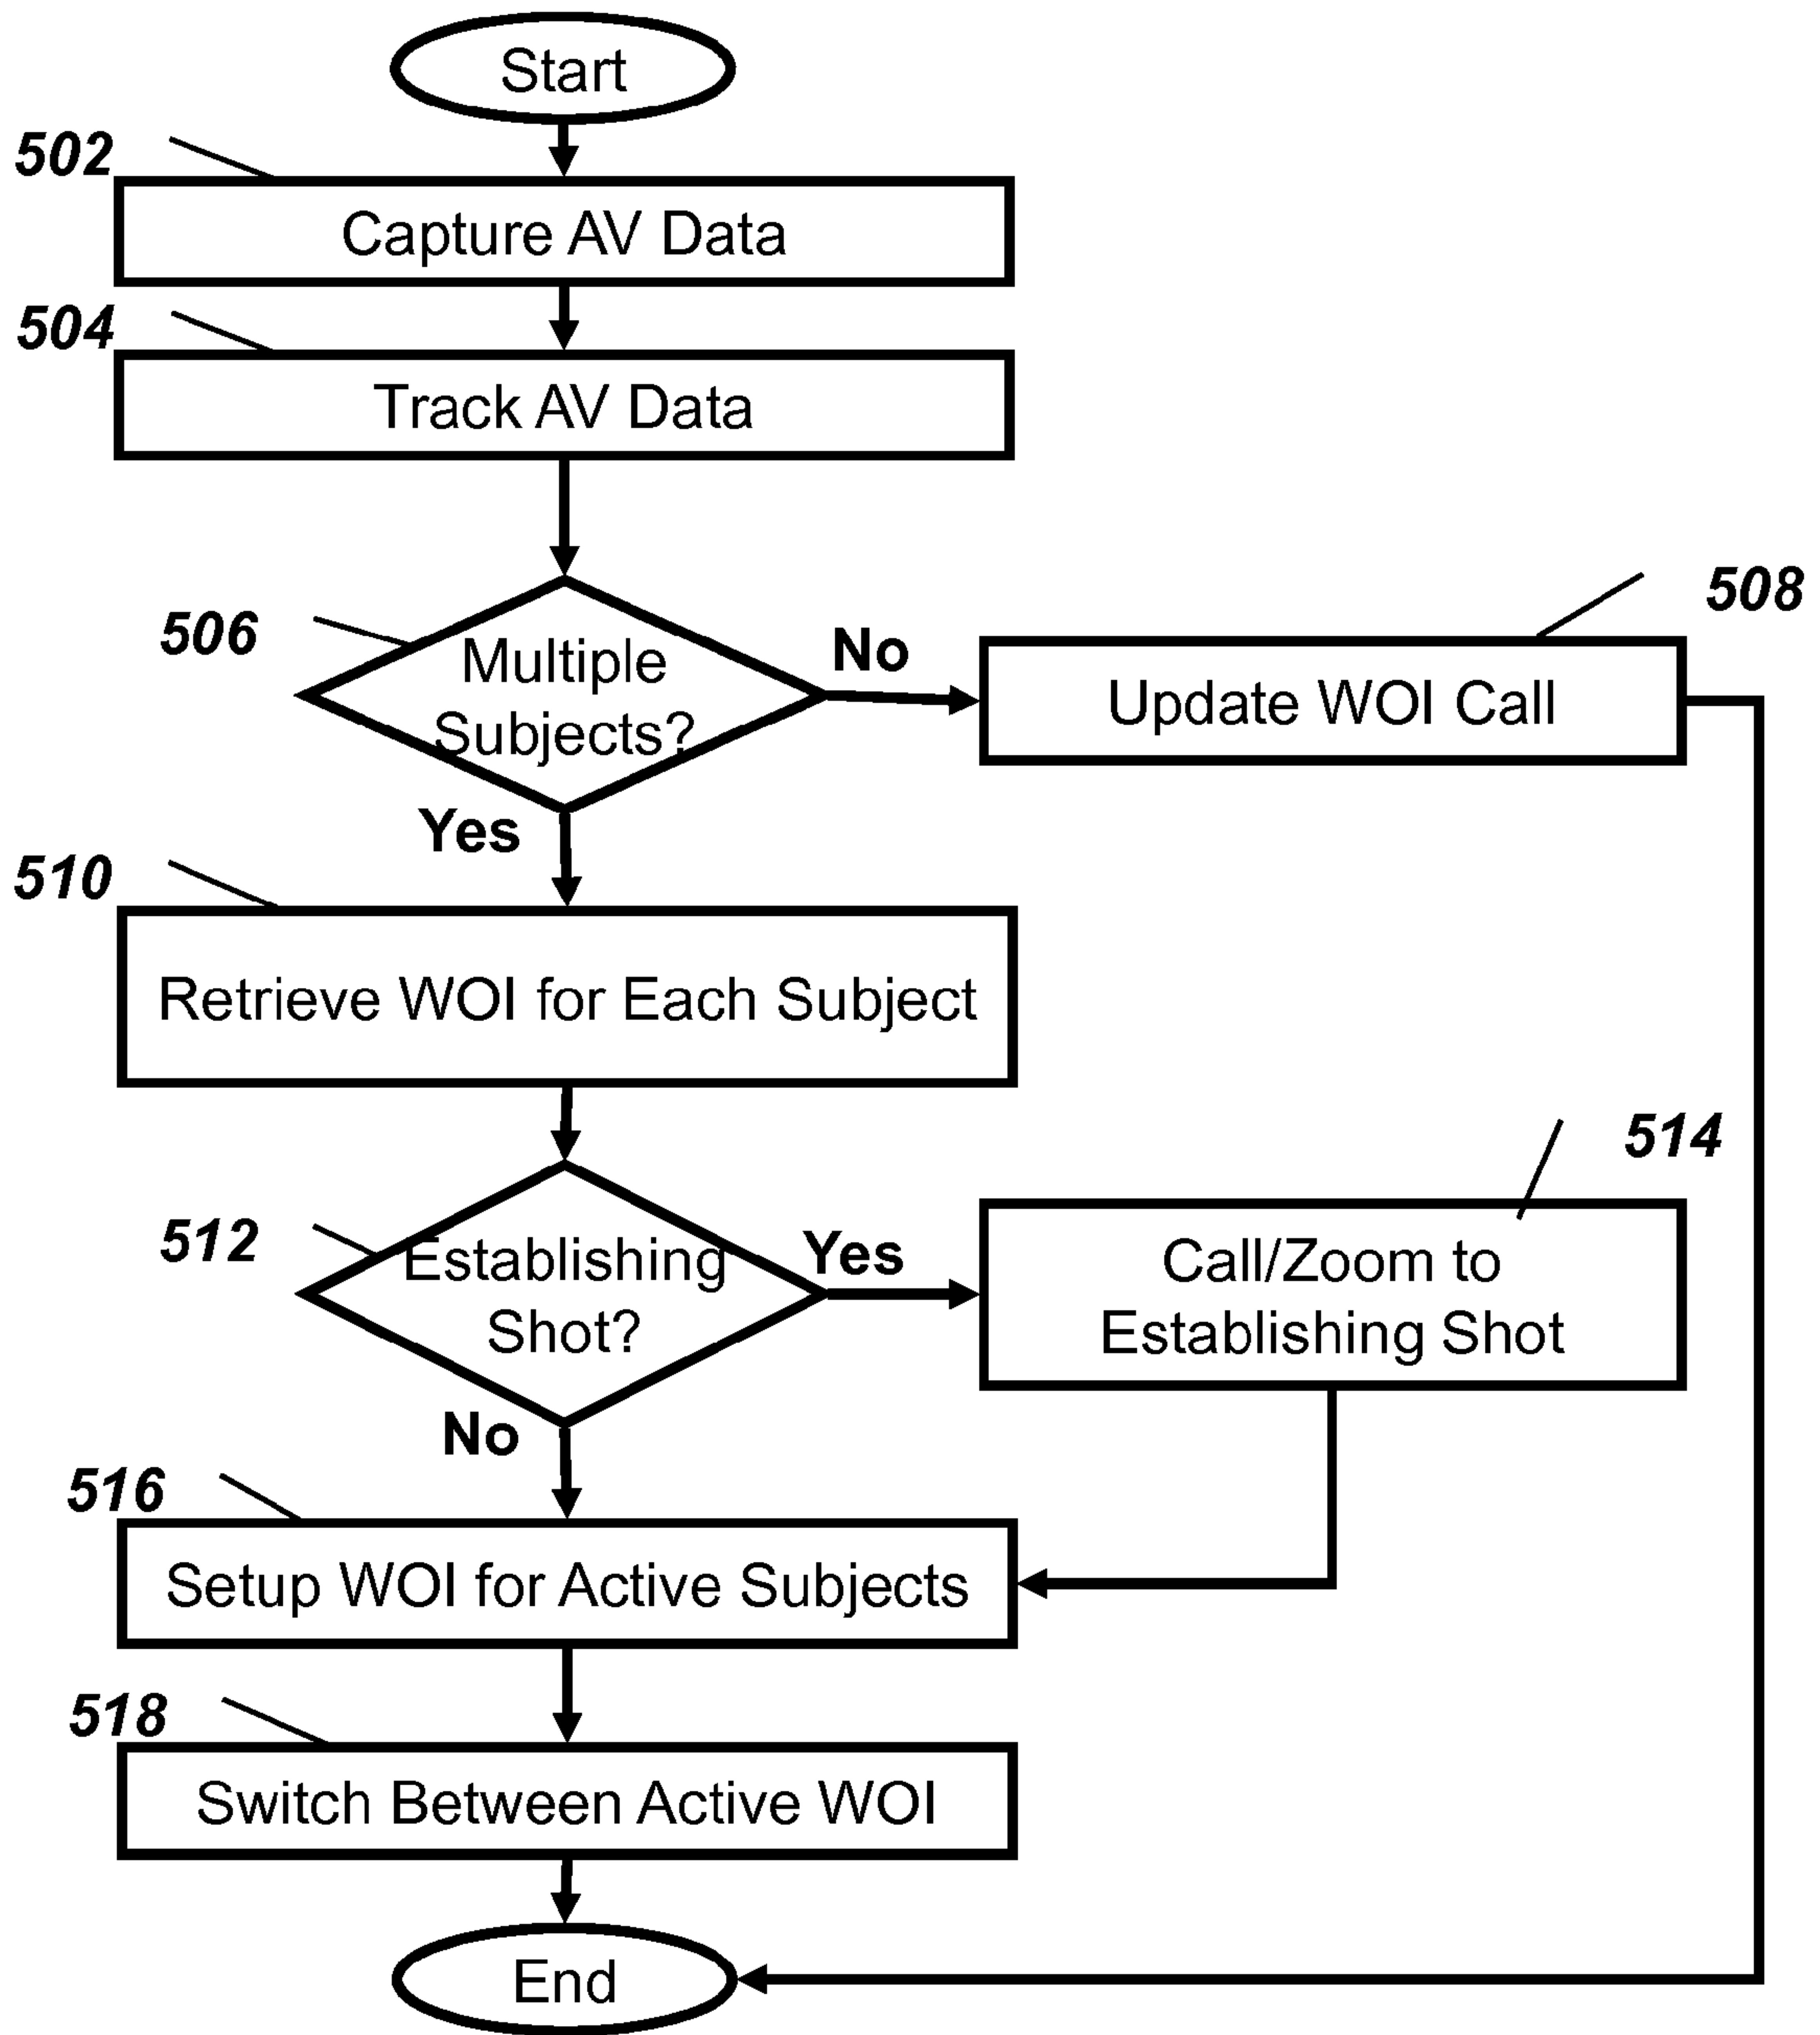 Start
502
Capture AV Data
504
Track AV Data
506
Multiple
Subjects?
No
508
Update WOI Call
Yes
510
Retrieve WOI for Each Subject
512
Establishing
Shot?
Yes
514
Call/Zoom to
Establishing Shot
No
516
Setup WOI for Active Subjects
518
Switch Between Active WOI
End